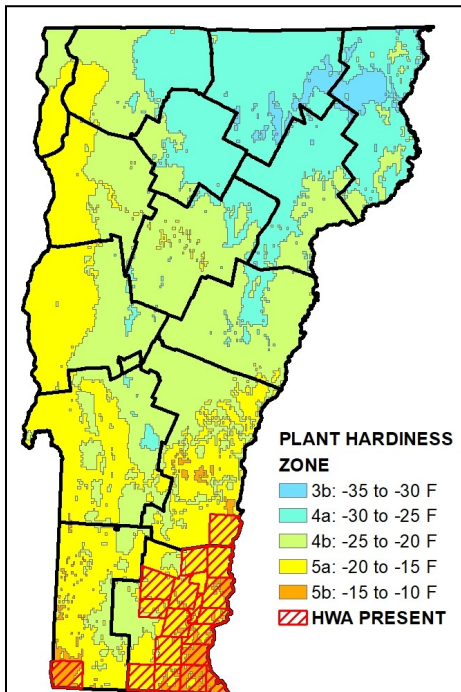 PLANT HARDINESS
ZONE
3b: -35 to -30 F
4a: -30 to -25 F
4b: -25 to -20 F
5a: -20 to -15 F
5b: -15 to -10 F
HWA PRESENT